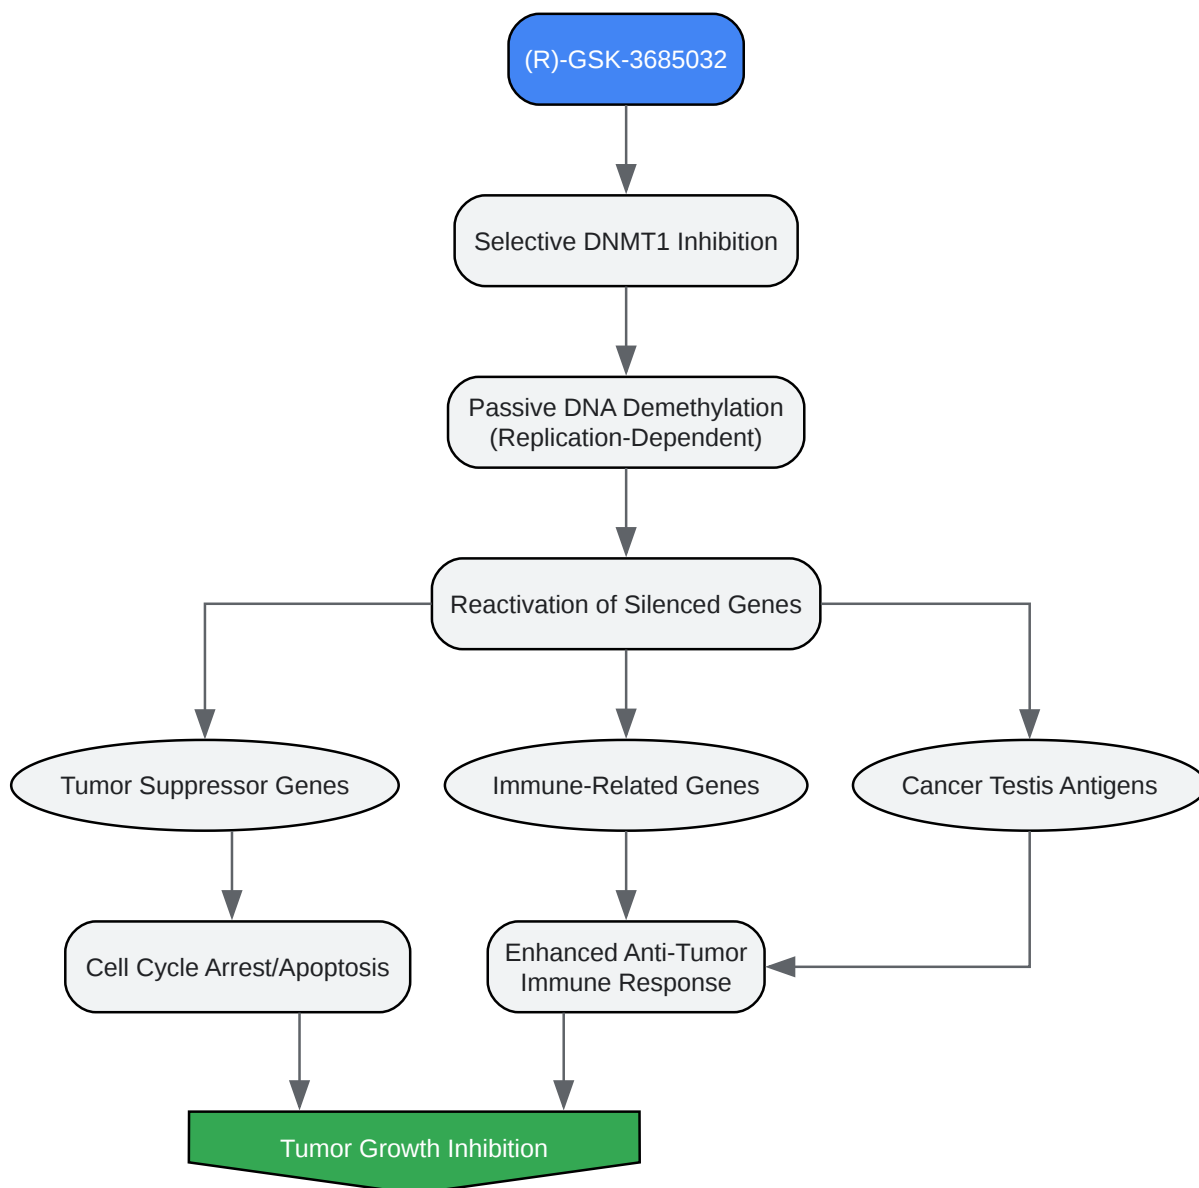 (R)-GSK-3685032
Selective DNMT1 Inhibition
Passive DNA Demethylation
(Replication-Dependent)
Reactivation of Silenced Genes
Tumor Suppressor Genes
Immune-Related Genes
Cancer Testis Antigens
Cell Cycle Arrest/Apoptosis
Enhanced Anti-Tumor
Immune Response
Tumor Growth Inhibition